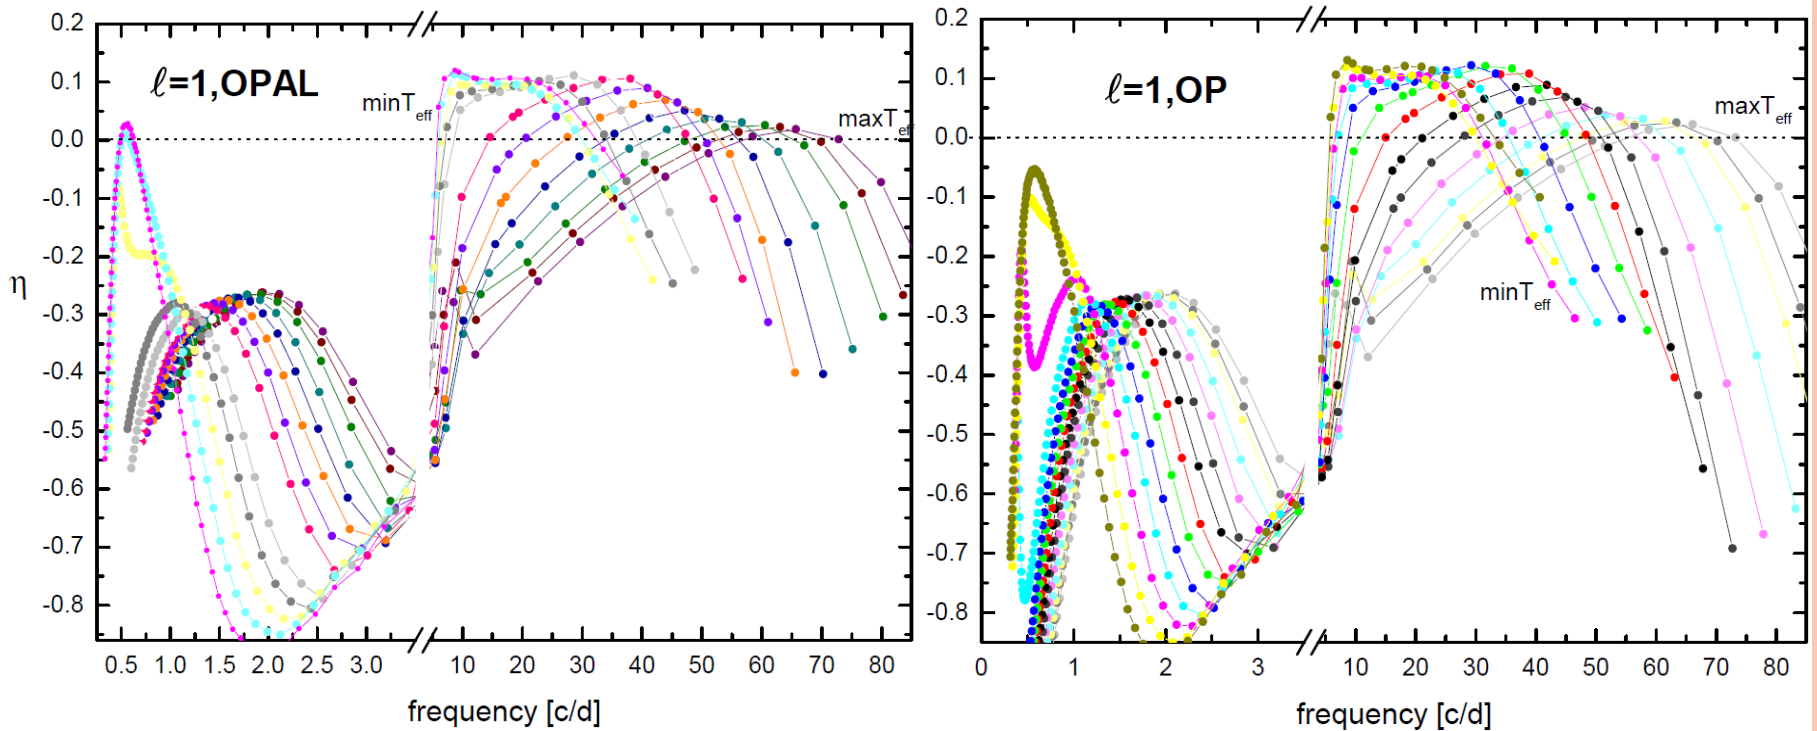 0.2
0.1
0.0
-0.1
-0.2
-0.3
-0.4
-0.5
-0.6
-0.7
-0.8
η
ℓ=1,OPAL
minT_eff
maxT_eff
0.5 1.0 1.5 2.0 2.5 3.0 10 20 30 40 50 60 70 80
frequency [c/d]
0.2
0.1
0.0
-0.1
-0.2
-0.3
-0.4
-0.5
-0.6
-0.7
-0.8
ℓ=1,OP
maxT_eff
minT_eff
0 1 2 3 10 20 30 40 50 60 70 80
frequency [c/d]